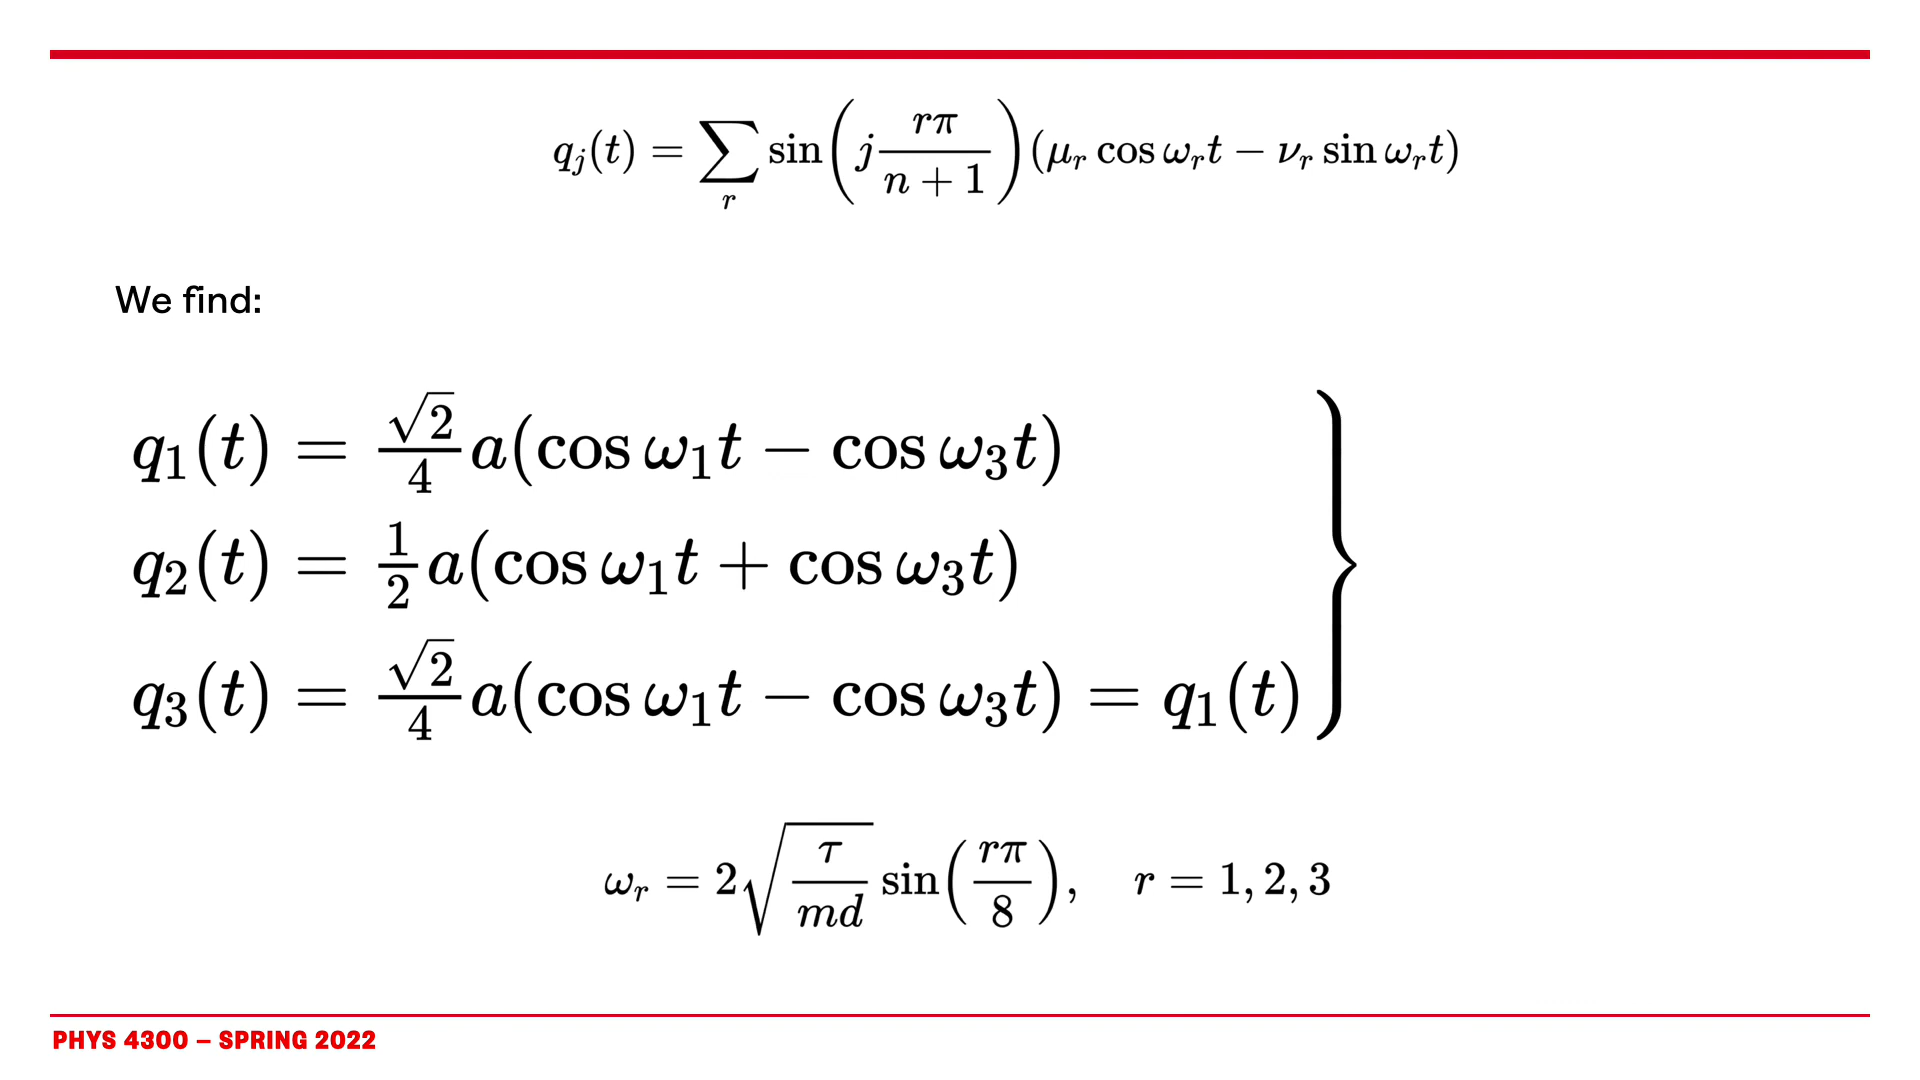 q_j(t) = \sum_r \sin\left(j \frac{r\pi}{n+1}\right)(\mu_r \cos \omega_r t − \nu_r \sin \omega_r t)
We find:
q_1(t) = \frac{\sqrt{2}}{4} a(\cos \omega_1 t − \cos \omega_3 t)
q_2(t) = \frac{1}{2} a(\cos \omega_1 t + \cos \omega_3 t)
q_3(t) = \frac{\sqrt{2}}{4} a(\cos \omega_1 t − \cos \omega_3 t) = q_1(t)
\omega_r = 2\sqrt{\frac{\tau}{md}} \sin\left(\frac{r\pi}{8}\right), r = 1, 2, 3
PHYS 4300 – SPRING 2022